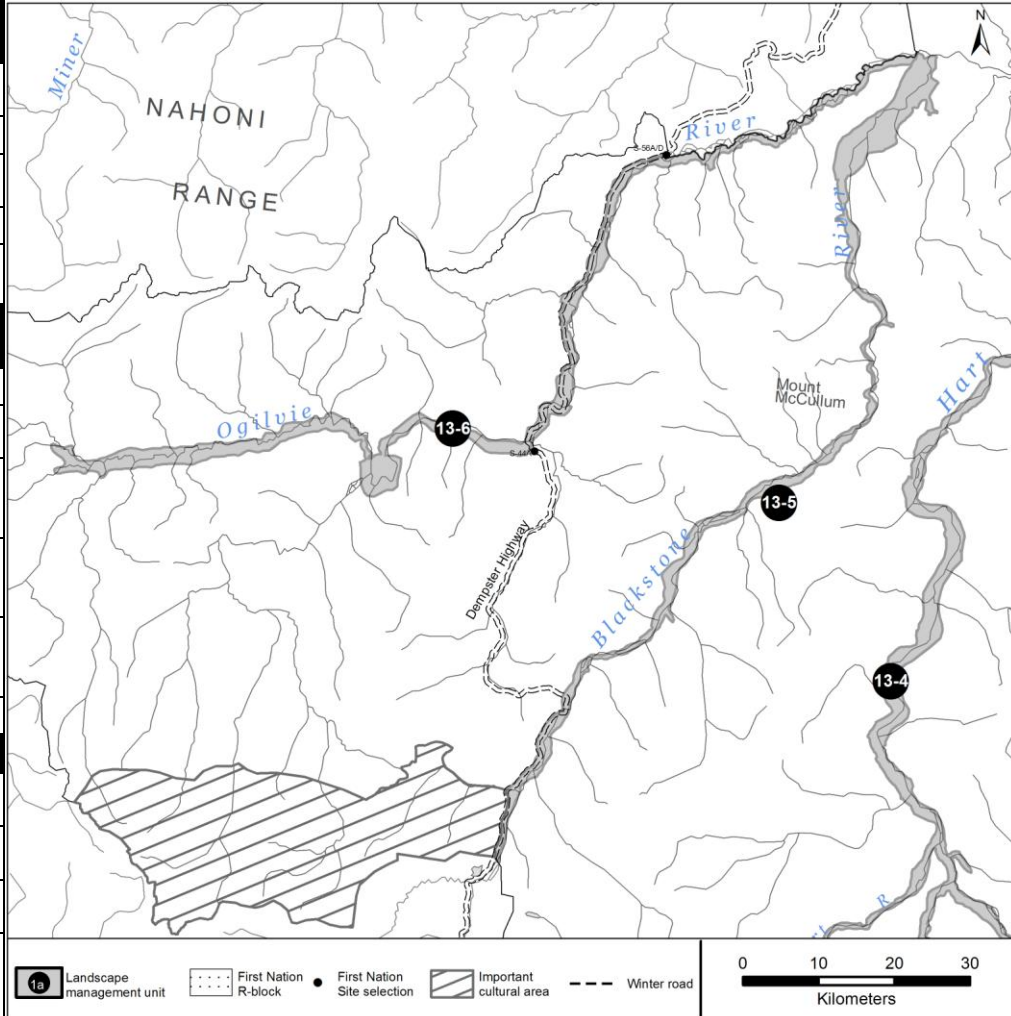 N
Miner
NAHONI
RANGE
River
S-56A/D
River
Hart
Mount
McCullum
Ogilvie
13-6
13-5
Dempster Highway
Blackstone
13-4
R
1a
Landscape
management unit
First Nation
R-block
First Nation
Site selection
Important
cultural area
Winter road
0 10 20 30
Kilometers